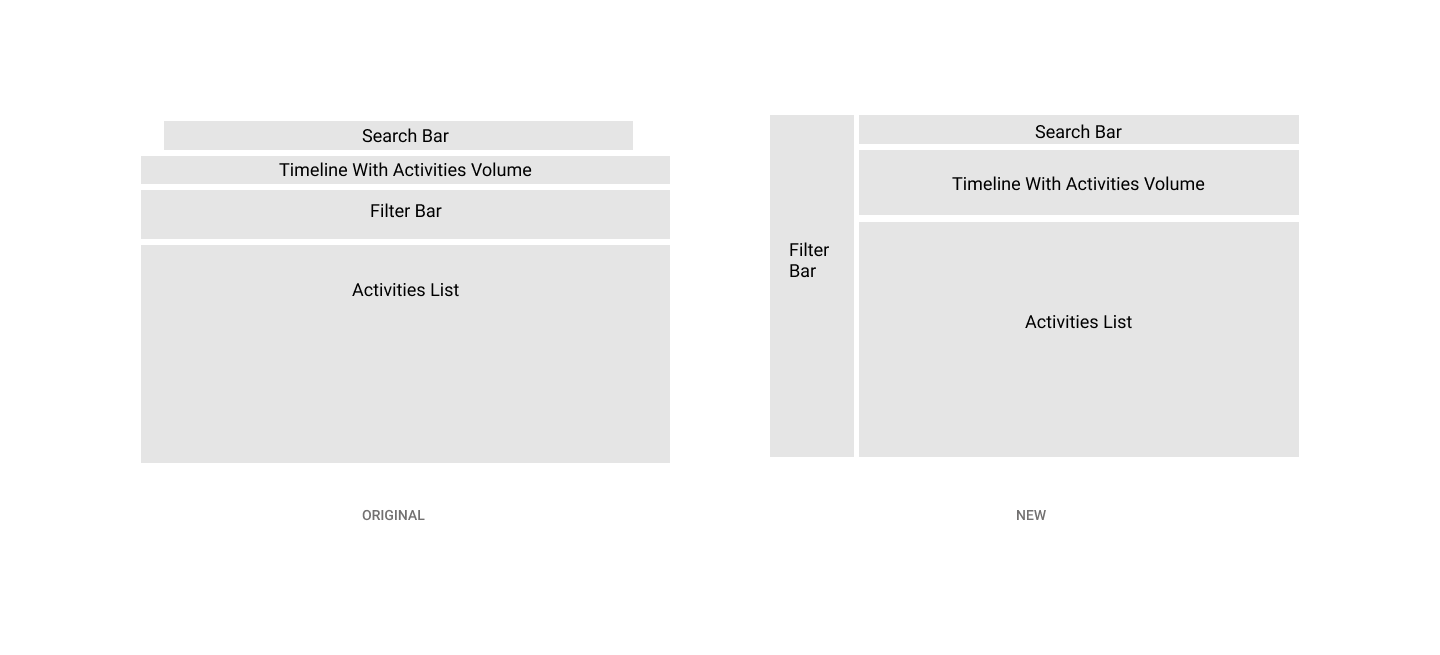 Search Bar
Timeline With Activities Volume
Filter Bar
Activities List
ORIGINAL
Filter
Bar
Search Bar
Timeline With Activities Volume
Activities List
NEW